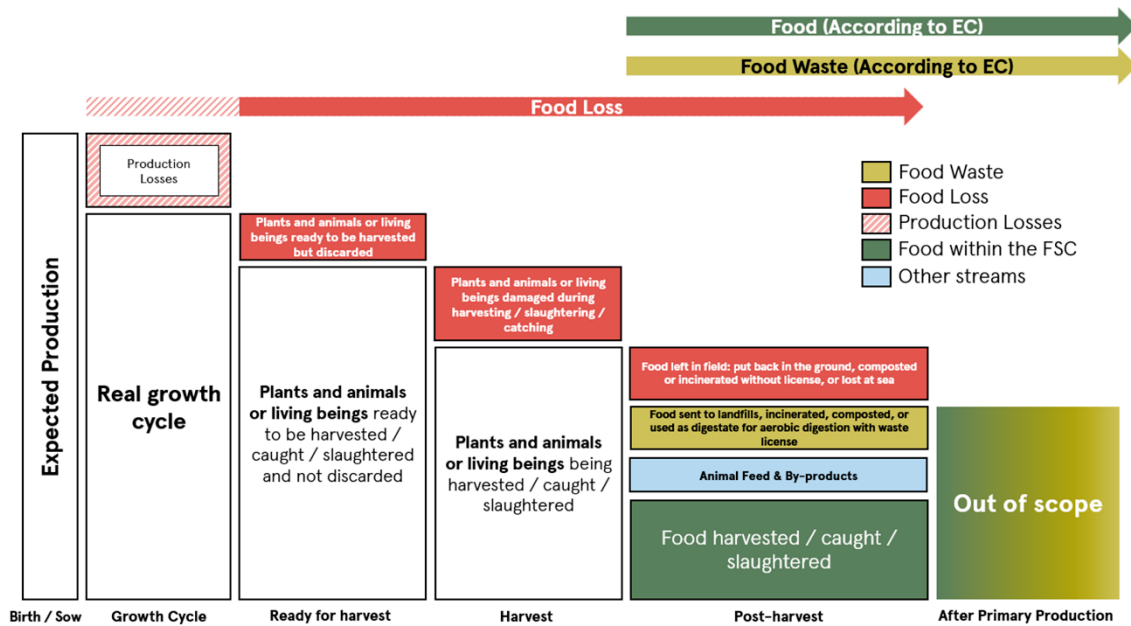 Food (According to EC)
Food Waste (According to EC)
Food Loss
Expected Production
Production
Losses
Food Waste
Food Loss
Production Losses
Food within the FSC
Other streams
Real growth
cycle
Plants and animals or living
beings ready to be harvested
but discarded
Plants and animals
or living beings ready
to be harvested /
caught / slaughtered
and not discarded
Plants and animals or living
beings damaged during
harvesting / slaughtering /
catching
Plants and animals
or living beings being
harvested / caught /
slaughtered
Food left in field: put back in the ground, composted
or incinerated without license, or lost at sea
Food sent to landfills, incinerated, composted, or
used as digestate for aerobic digestion with waste
license
Animal Feed & By-products
Food harvested / caught /
slaughtered
Out of scope
Birth / Sow
Growth Cycle
Ready for harvest
Harvest
Post-harvest
After Primary Production